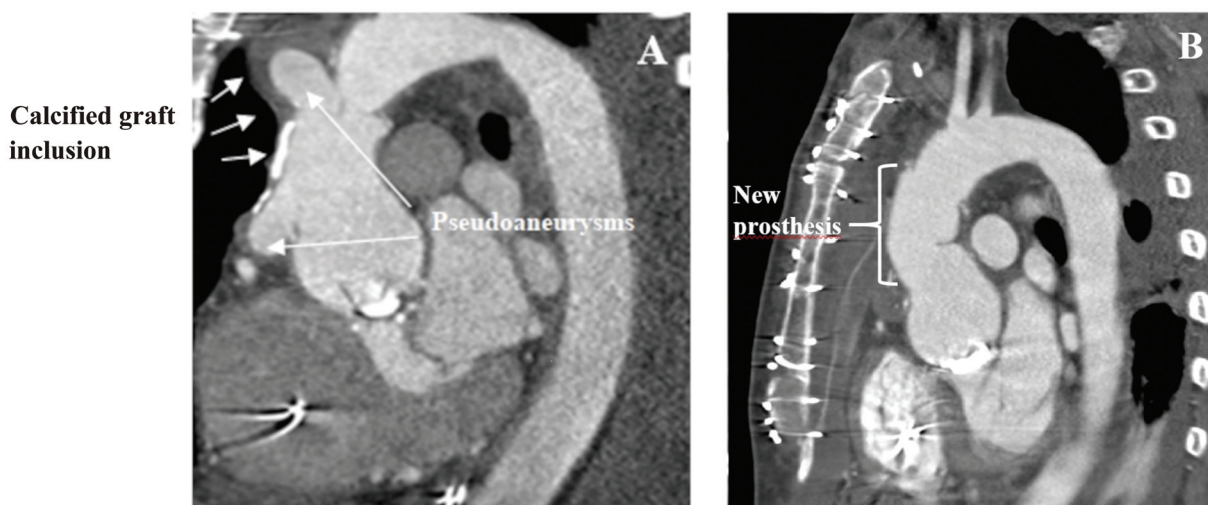 A
B
Calcified graft
inclusion
Pseudoaneurysms
New
prosthesis